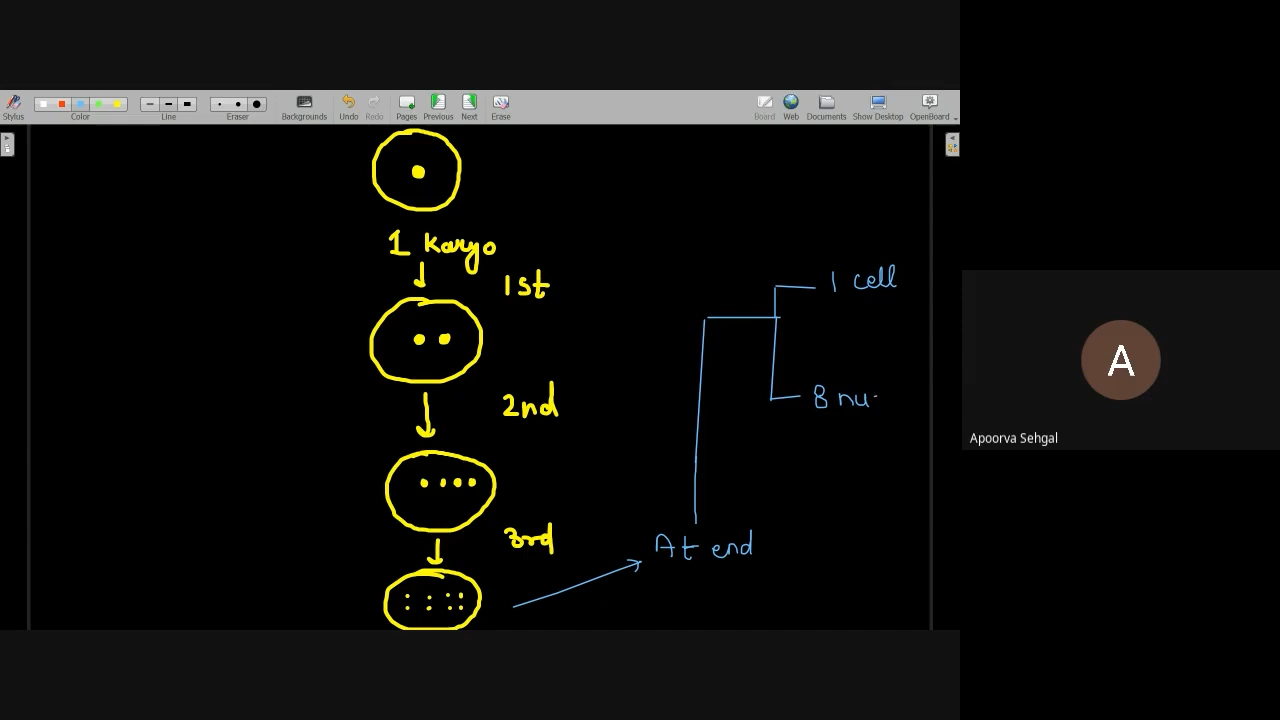 Stylus
Color
Line
Eraser
Backgrounds
Undo
Redo
Pages
Previous
Next
Erase
Board
Web
Documents
Show Desktop
OpenBoard
1 Karyo
1st
2nd
3rd
1 cell
8 nu
At end
A
Apoorva Sehgal